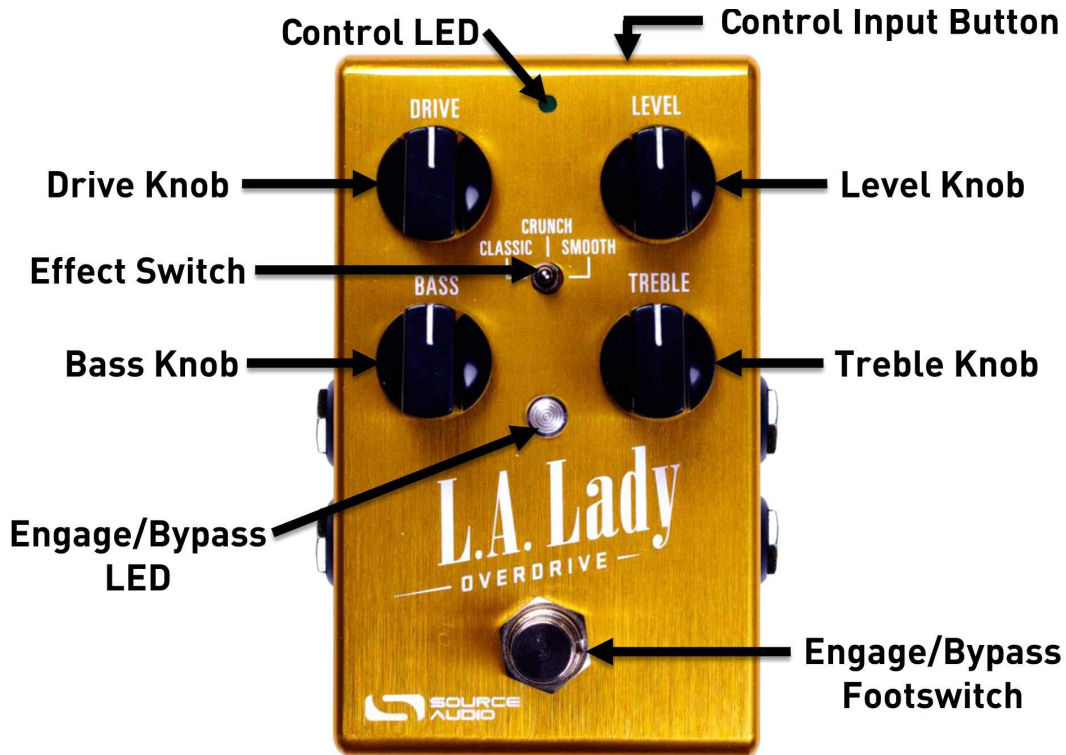 Control LED
Control Input Button
DRIVE
LEVEL
Drive Knob
Level Knob
CRUNCH
CLASSIC
SMOOTH
Effect Switch
BASS
TREBLE
Bass Knob
Treble Knob
L.A. Lady
OVERDRIVE
Engage/Bypass
LED
Engage/Bypass
Footswitch
SOURCE
AUDIO